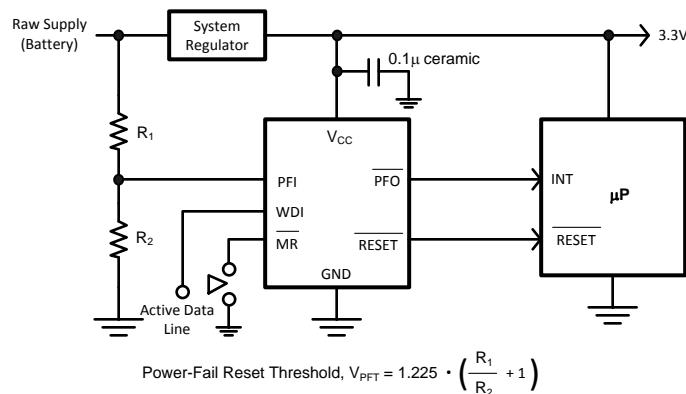 Raw Supply
(Battery)
System
Regulator
3.3V
0.1µ ceramic
R1
VCC
PFI
PFO
INT
µP
WDI
R2
MR
RESET
RESET
GND
Active Data
Line
Power-Fail Reset Threshold, VPFT = 1.225 • (R1/R2 + 1)